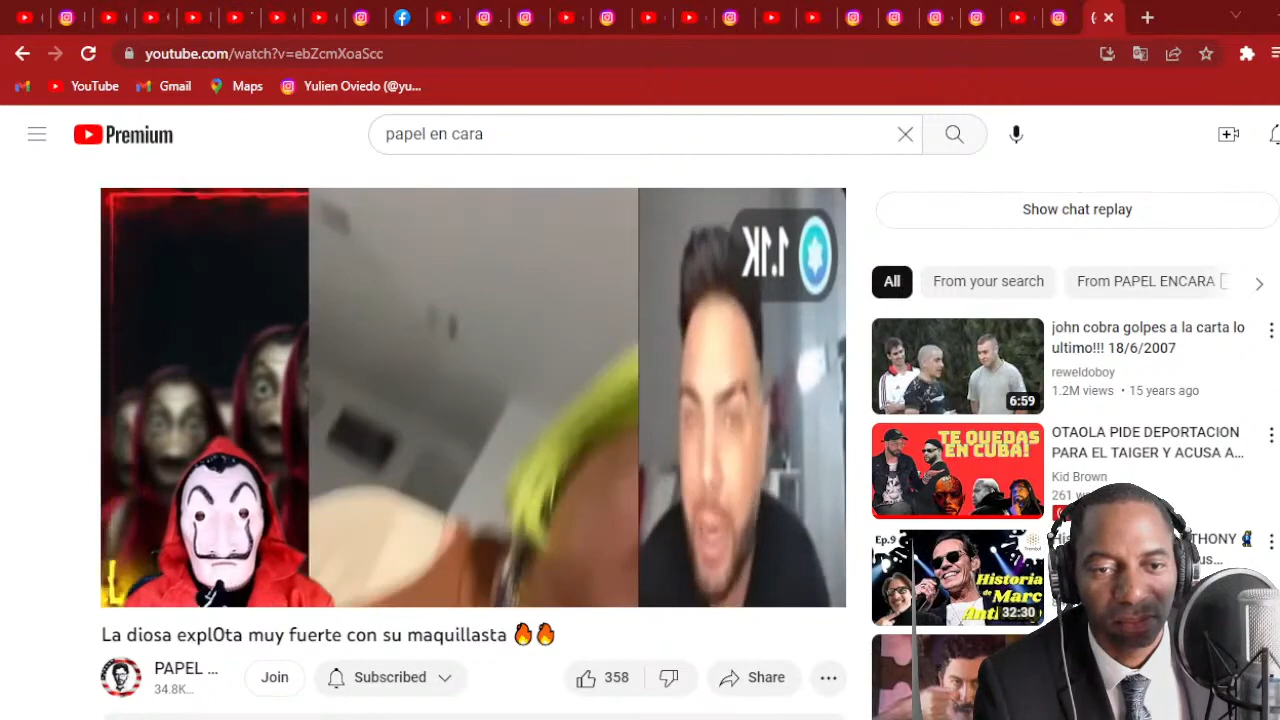 youtube.com/watch?v=ebZcmXoaScc
YouTube
Gmail
Maps
Yulien Oviedo (@yu...
Premium
papel en cara
1.1K
Show chat replay
All
From your search
From PAPEL ENCARA
john cobra golpes a la carta lo
ultimo!!! 18/6/2007
reweldoboy
1.2M views • 15 years ago
6:59
TE QUEDAS
EN CUBA!
OTAOLA PIDE DEPORTACION
PARA EL TAIGER Y ACUSA A...
Kid Brown
261
Ep.9
Historia
de Marc
32:30
La diosa expl0ta muy fuerte con su maquillasta 🔥🔥
PAPEL ...
34.8K...
Join
Subscribed
358
Share